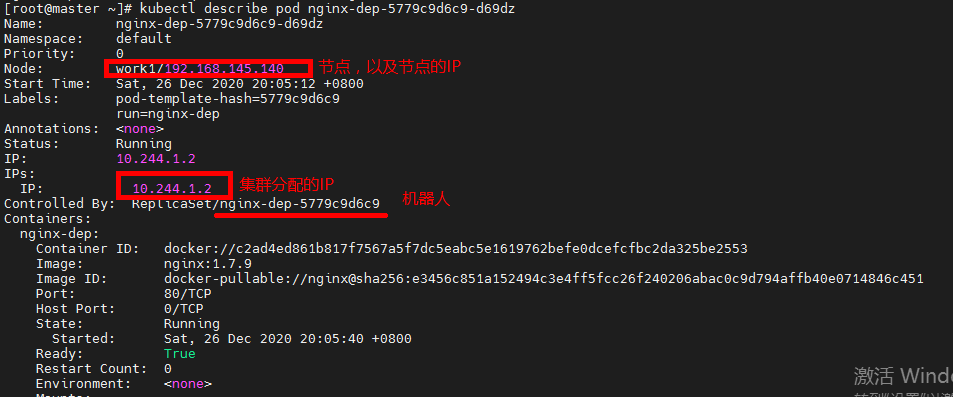 [root@master ~]# kubectl describe pod nginx-dep-5779c9d6c9-d69dz
Name: nginx-dep-5779c9d6c9-d69dz
Namespace: default
Priority: 0
Node: work1/192.168.145.140 节点，以及节点的IP
Start Time: Sat, 26 Dec 2020 20:05:12 +0800
Labels: pod-template-hash=5779c9d6c9
run=nginx-dep
Annotations: <none>
Status: Running
IP: 10.244.1.2
IPs:
IP: 10.244.1.2 集群分配的IP
Controlled By: ReplicaSet/nginx-dep-5779c9d6c9 机器人
Containers:
nginx-dep:
Container ID: docker://c2ad4ed861b817f7567a5f7dc5eabc5e1619762befe0dcefcfbc2da325be2553
Image: nginx:1.7.9
Image ID: docker-pullable://nginx@sha256:e3456c851a152494c3e4ff5fcc26f240206abac0c9d794affb40e0714846c451
Port: 80/TCP
Host Port: 0/TCP
State: Running
Started: Sat, 26 Dec 2020 20:05:40 +0800
Ready: True
Restart Count: 0
Environment: <none>
激活 Windo